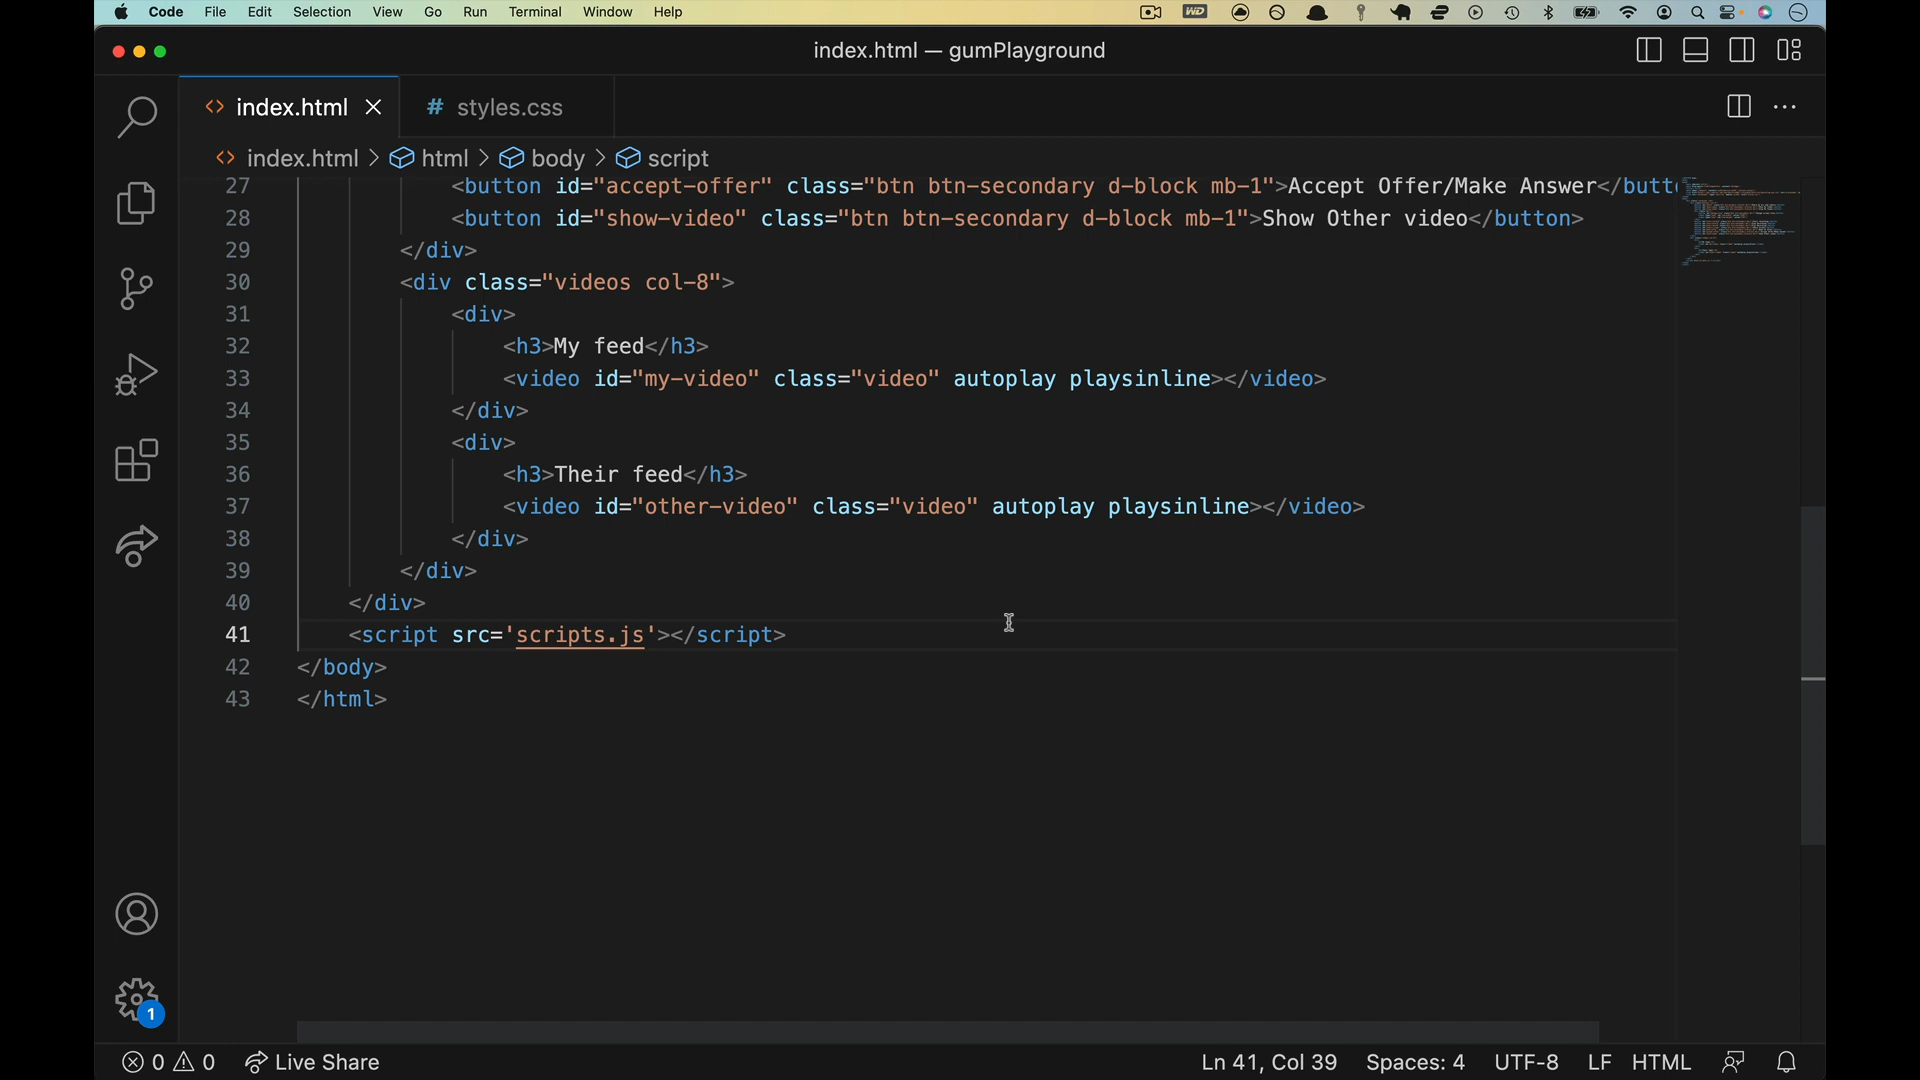 Code File Edit Selection View Go Run Terminal Window Help WD
index.html — gumPlayground
index.html # styles.css
index.html > html > body > script
27 <button id="accept-offer" class="btn btn-secondary d-block mb-1">Accept Offer/Make Answer</butt
28 <button id="show-video" class="btn btn-secondary d-block mb-1">Show Other video</button>
29 </div>
30 <div class="videos col-8">
31 <div>
32 <h3>My feed</h3>
33 <video id="my-video" class="video" autoplay playsinline></video>
34 </div>
35 <div>
36 <h3>Their feed</h3>
37 <video id="other-video" class="video" autoplay playsinline></video>
38 </div>
39 </div>
40 </div>
41 <script src='scripts.js'></script>
42 </body>
43 </html>
1
0 0 Live Share Ln 41, Col 39 Spaces: 4 UTF-8 LF HTML